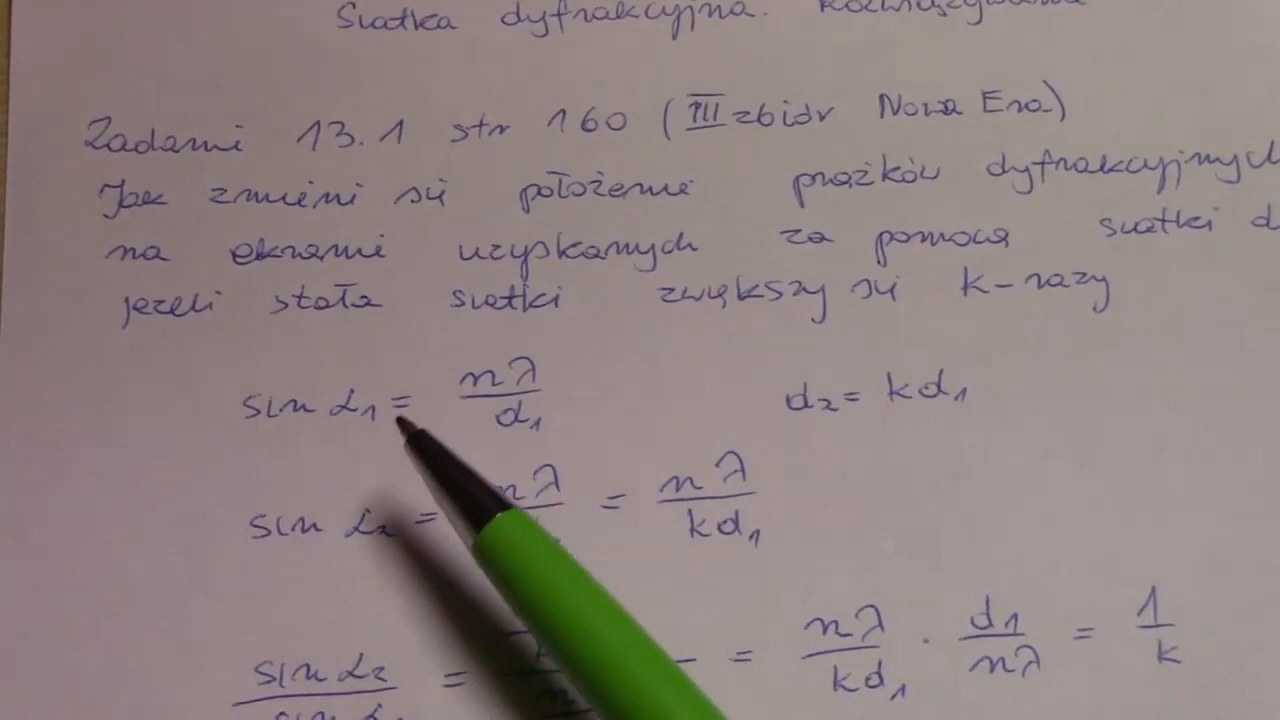 Siatka dyfrakcyjna. Rozwiązywanie
Zadanie 13.1 str 160 (III zbiór Nowa Era)
Jak zmieni się położenie prążków dyfrakcyjnych
na ekranie uzyskanych za pomocą siatki d
jeżeli stała siatki zwiększy się k-razy
sin α₁ = nλ/d₁ d₂ = kd₁
sin α₂ = nλ = nλ/kd₁
sin α₂ = = nλ/kd₁ · d₁/nλ = 1/k